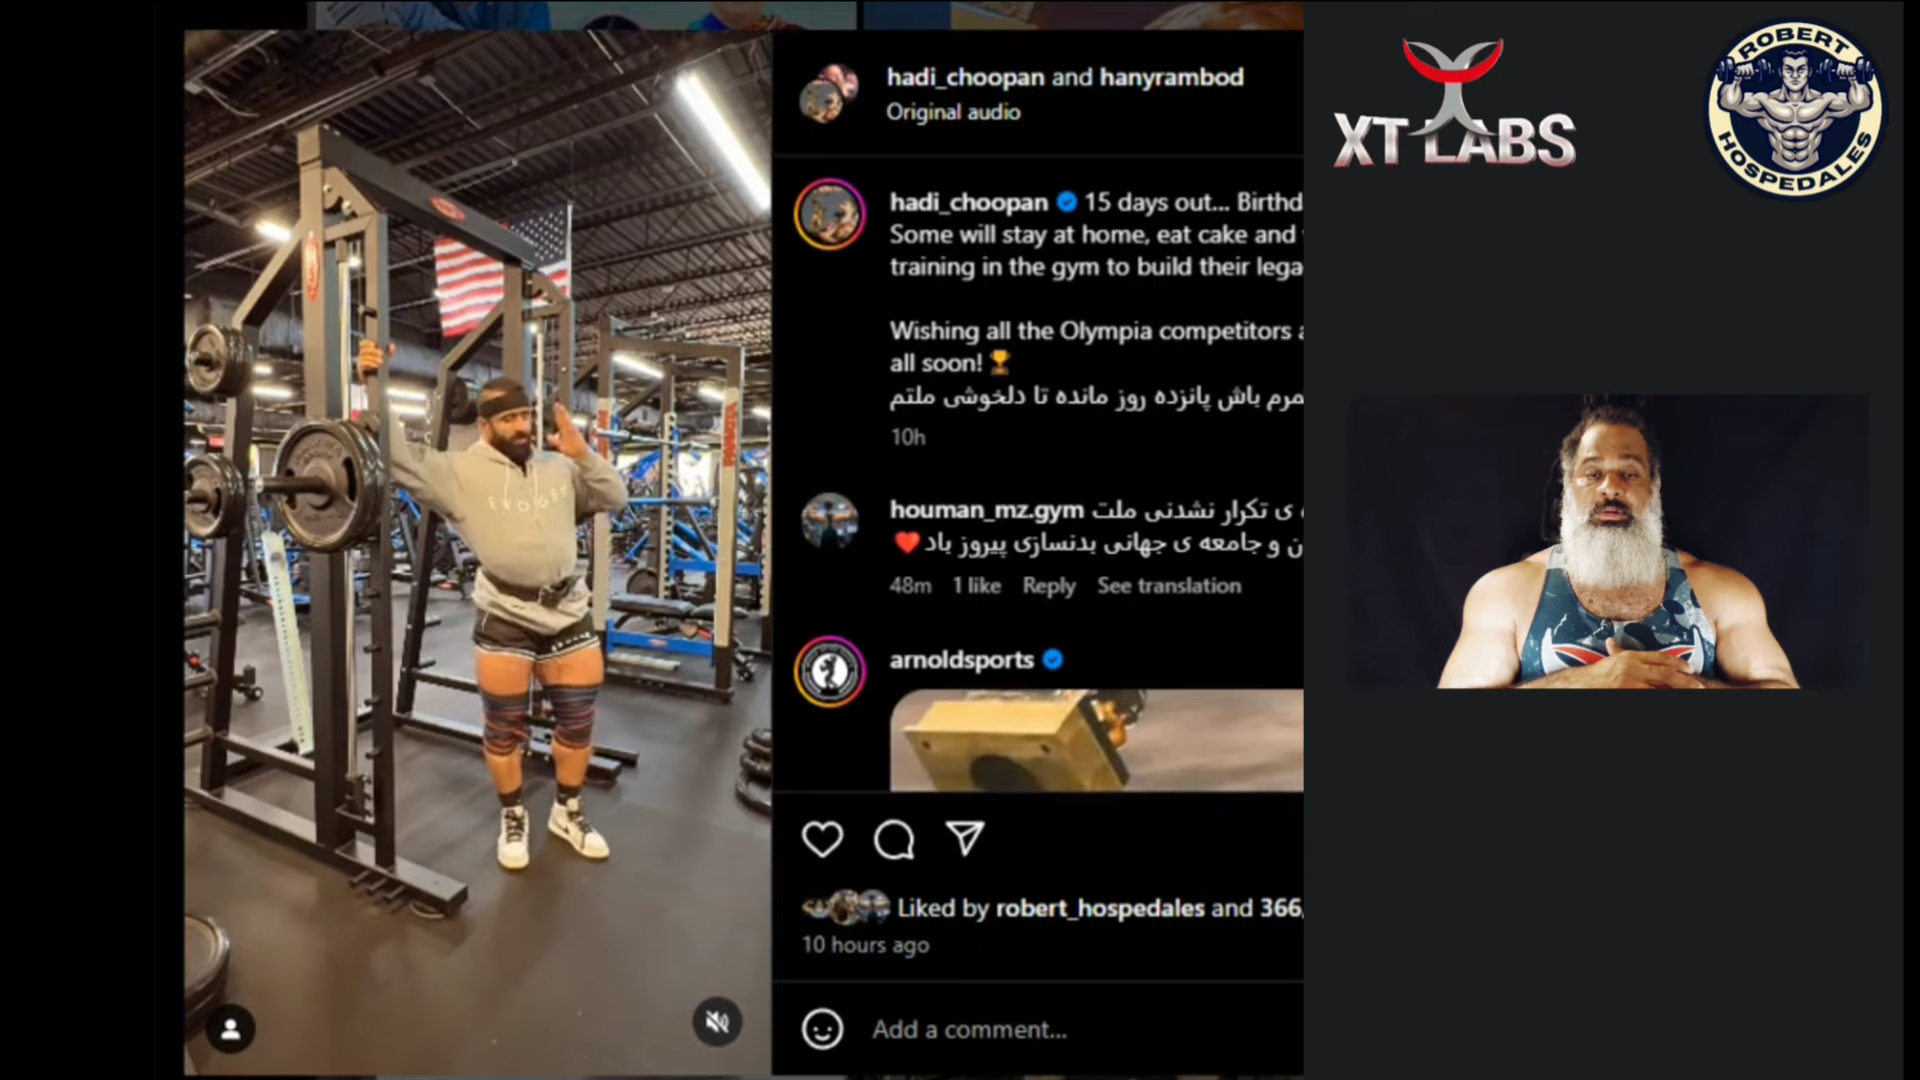 hadi_choopan and hanyrambod
Original audio
hadi_choopan 15 days out... Birthd
Some will stay at home, eat cake and
training in the gym to build their lega
Wishing all the Olympia competitors a
all soon! 🏆
مرم باش پانزده روز مانده تا دلخوشی ملتم
10h
houman_mz.gym ه ی تکرار نشدنی ملت
ن و جامعه ی جهانی بدنسازی پیروز باد❤️
48m 1 like Reply See translation
arnoldsports
Liked by robert_hospedales and 366,
10 hours ago
Add a comment...
XT LABS
ROBERT
HOSPEDALES